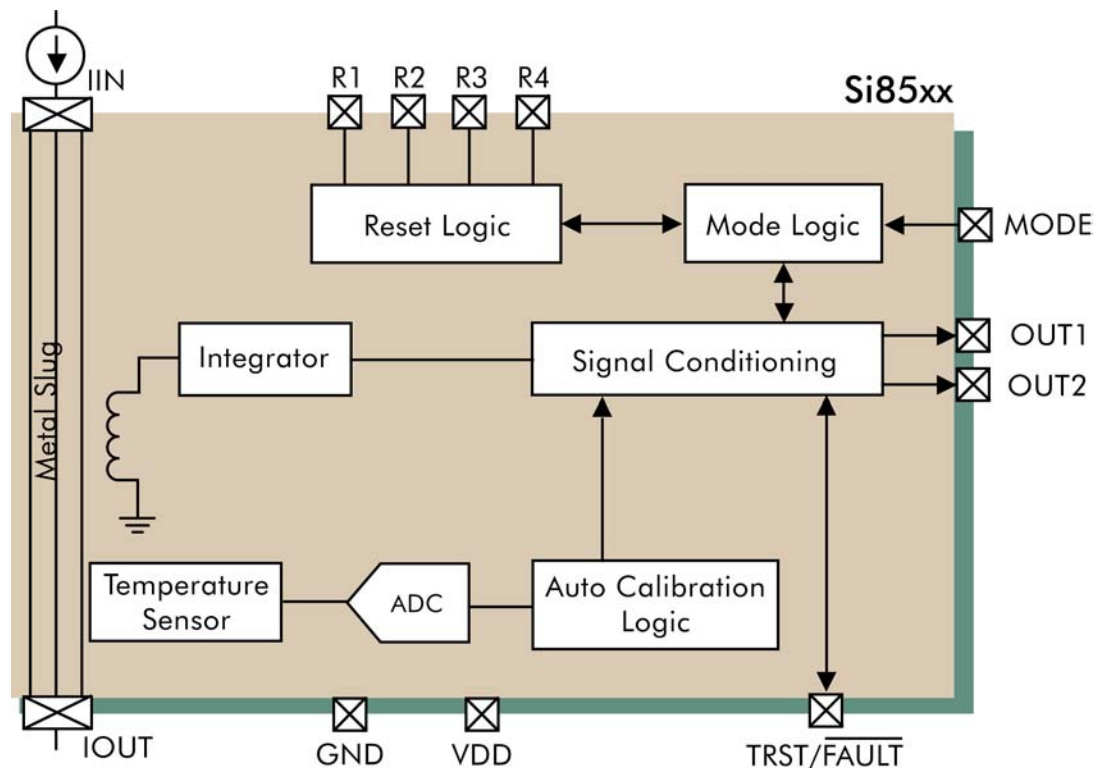 IIN
R1 R2 R3 R4
Si85xx
Reset Logic
Mode Logic
MODE
Metal Slug
Integrator
Signal Conditioning
OUT1
OUT2
Temperature
Sensor
ADC
Auto Calibration
Logic
IOUT
GND
VDD
TRST/FAULT